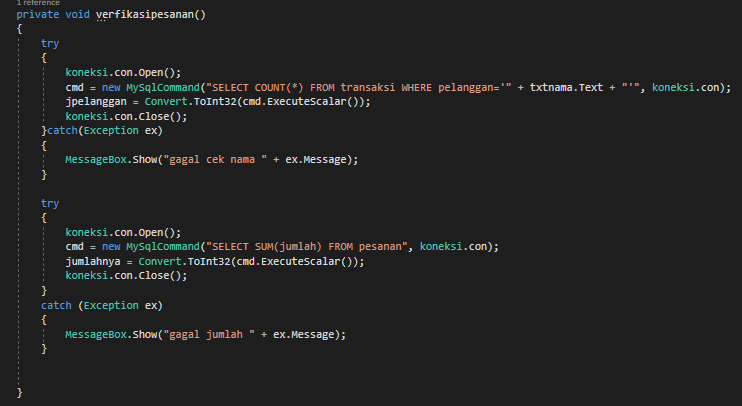 1 reference
private void verfikasipesanan()
{
try
{
koneksi.con.Open();
cmd = new MySqlCommand("SELECT COUNT(*) FROM transaksi WHERE pelanggan='" + txtnama.Text + "'", koneksi.con);
jpelanggan = Convert.ToInt32(cmd.ExecuteScalar());
koneksi.con.Close();
}catch(Exception ex)
{
MessageBox.Show("gagal cek nama " + ex.Message);
}
try
{
koneksi.con.Open();
cmd = new MySqlCommand("SELECT SUM(jumlah) FROM pesanan", koneksi.con);
jumlahnya = Convert.ToInt32(cmd.ExecuteScalar());
koneksi.con.Close();
}
catch (Exception ex)
{
MessageBox.Show("gagal jumlah " + ex.Message);
}
}